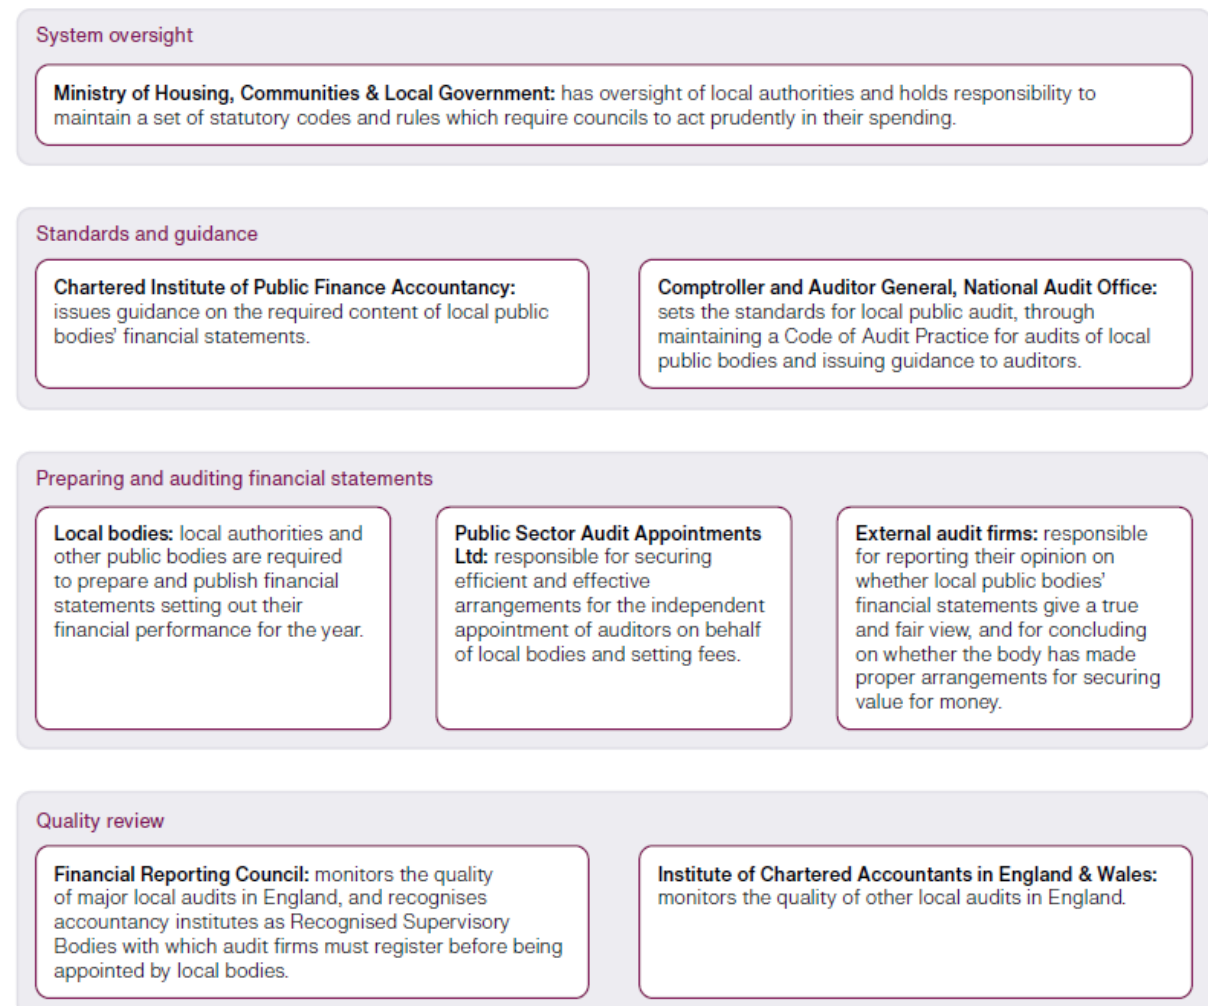 System oversight
Ministry of Housing, Communities & Local Government: has oversight of local authorities and holds responsibility to
maintain a set of statutory codes and rules which require councils to act prudently in their spending.
Standards and guidance
Chartered Institute of Public Finance Accountancy:
issues guidance on the required content of local public
bodies’ financial statements.
Comptroller and Auditor General, National Audit Office:
sets the standards for local public audit, through
maintaining a Code of Audit Practice for audits of local
public bodies and issuing guidance to auditors.
Preparing and auditing financial statements
Local bodies: local authorities and
other public bodies are required
to prepare and publish financial
statements setting out their
financial performance for the year.
Public Sector Audit Appointments
Ltd: responsible for securing
efficient and effective
arrangements for the independent
appointment of auditors on behalf
of local bodies and setting fees.
External audit firms: responsible
for reporting their opinion on
whether local public bodies’
financial statements give a true
and fair view, and for concluding
on whether the body has made
proper arrangements for securing
value for money.
Quality review
Financial Reporting Council: monitors the quality
of major local audits in England, and recognises
accountancy institutes as Recognised Supervisory
Bodies with which audit firms must register before being
appointed by local bodies.
Institute of Chartered Accountants in England & Wales:
monitors the quality of other local audits in England.